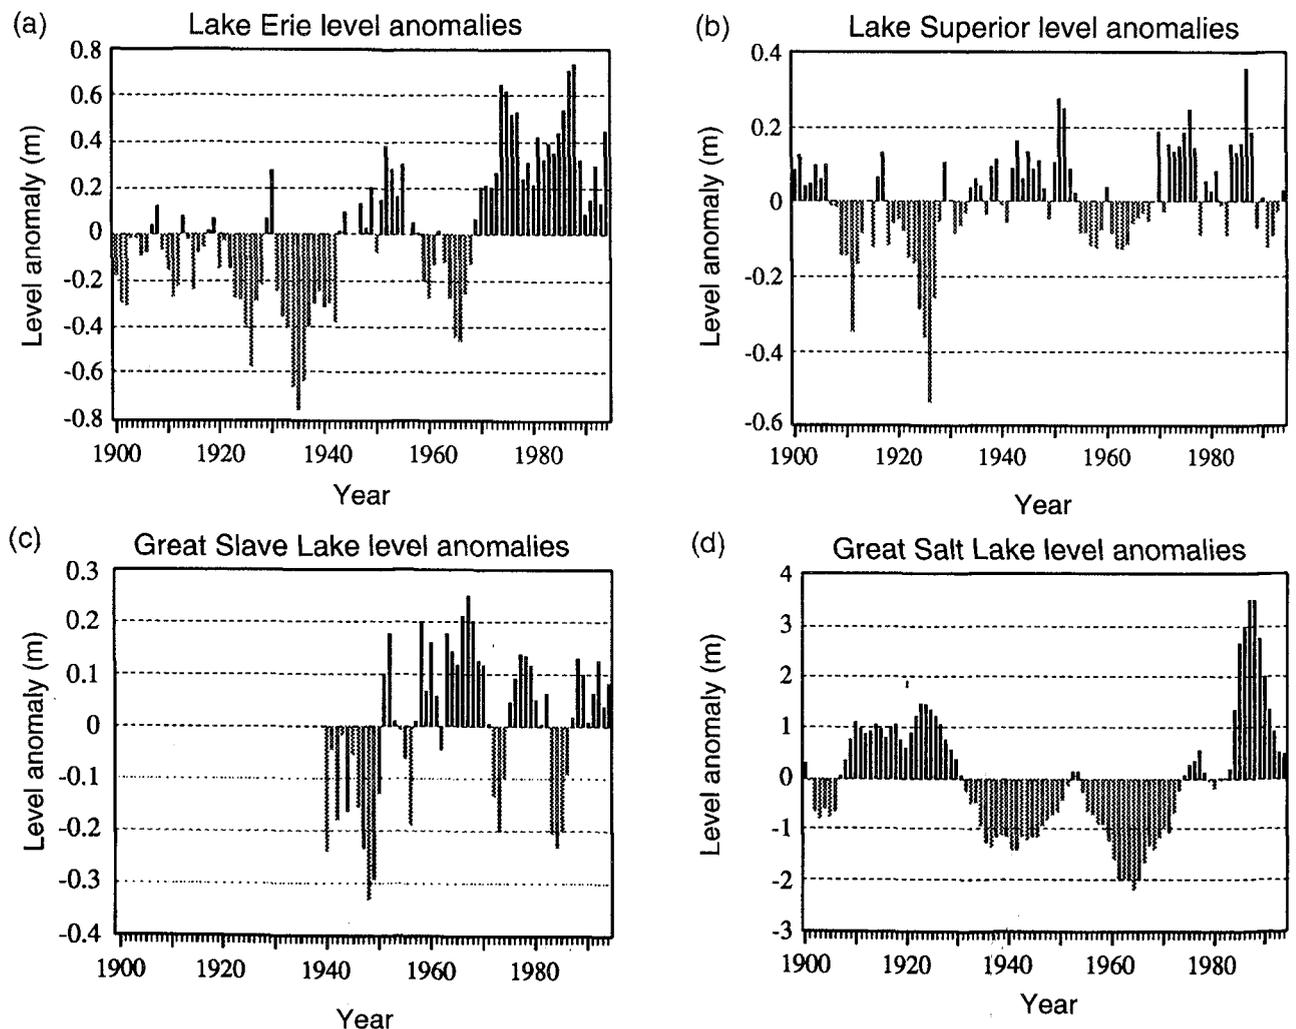 (a)
Lake Erie level anomalies
Level anomaly (m)
0.8
0.6
0.4
0.2
0
-0.2
-0.4
-0.6
-0.8
1900 1920 1940 1960 1980
Year
(b)
Lake Superior level anomalies
Level anomaly (m)
0.4
0.2
0
-0.2
-0.4
-0.6
1900 1920 1940 1960 1980
Year
(c)
Great Slave Lake level anomalies
Level anomaly (m)
0.3
0.2
0.1
0
-0.1
-0.2
-0.3
-0.4
1900 1920 1940 1960 1980
Year
(d)
Great Salt Lake level anomalies
Level anomaly (m)
4
3
2
1
0
-1
-2
-3
1900 1920 1940 1960 1980
Year